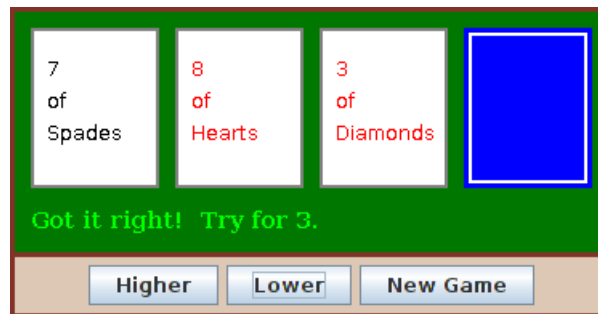 7
of
Spades
8
of
Hearts
3
of
Diamonds
Got it right!  Try for 3.
Higher
Lower
New Game